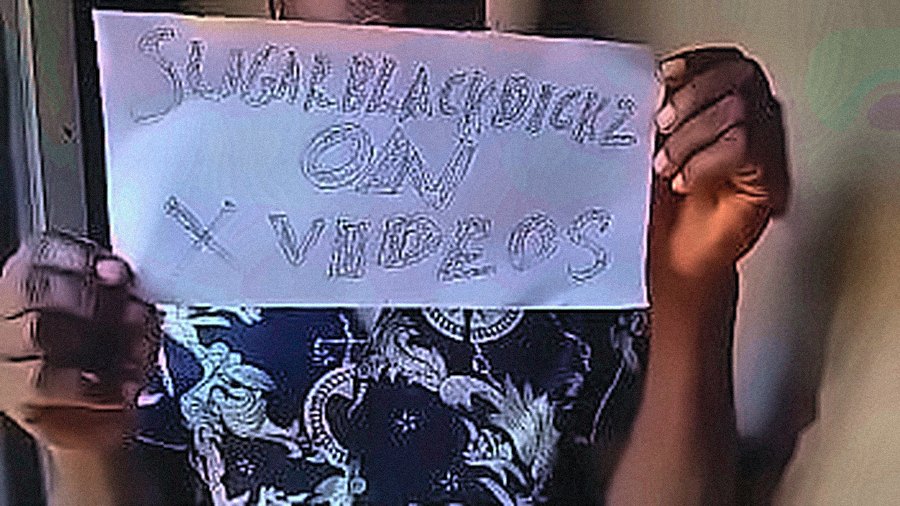 SUGARBLACKDICK2
ON
X VIDEOS